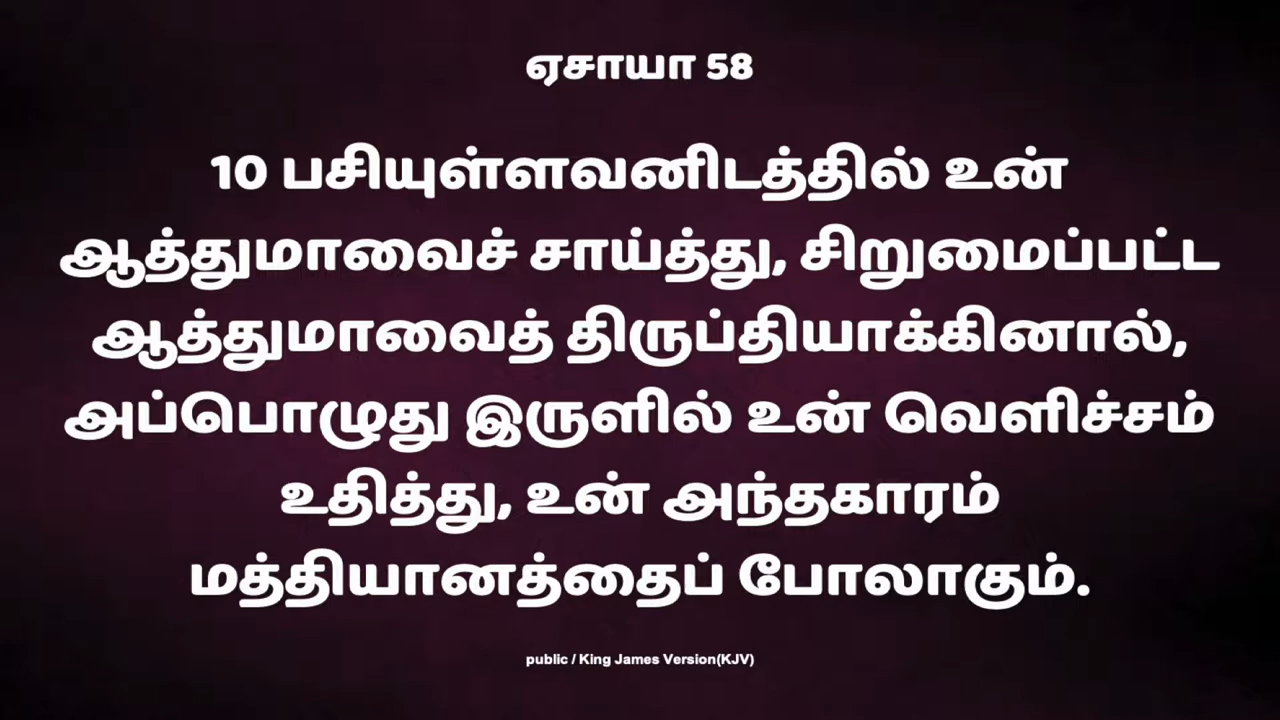 ஏசாயா 58
10 பசியுள்ளவனிடத்தில் உன்
ஆத்துமாவைச் சாய்த்து, சிறுமைப்பட்ட
ஆத்துமாவைத் திருப்தியாக்கினால்,
அப்பொழுது இருளில் உன் வெளிச்சம்
உதித்து, உன் அந்தகாரம்
மத்தியானத்தைப் போலாகும்.
public / King James Version(KJV)